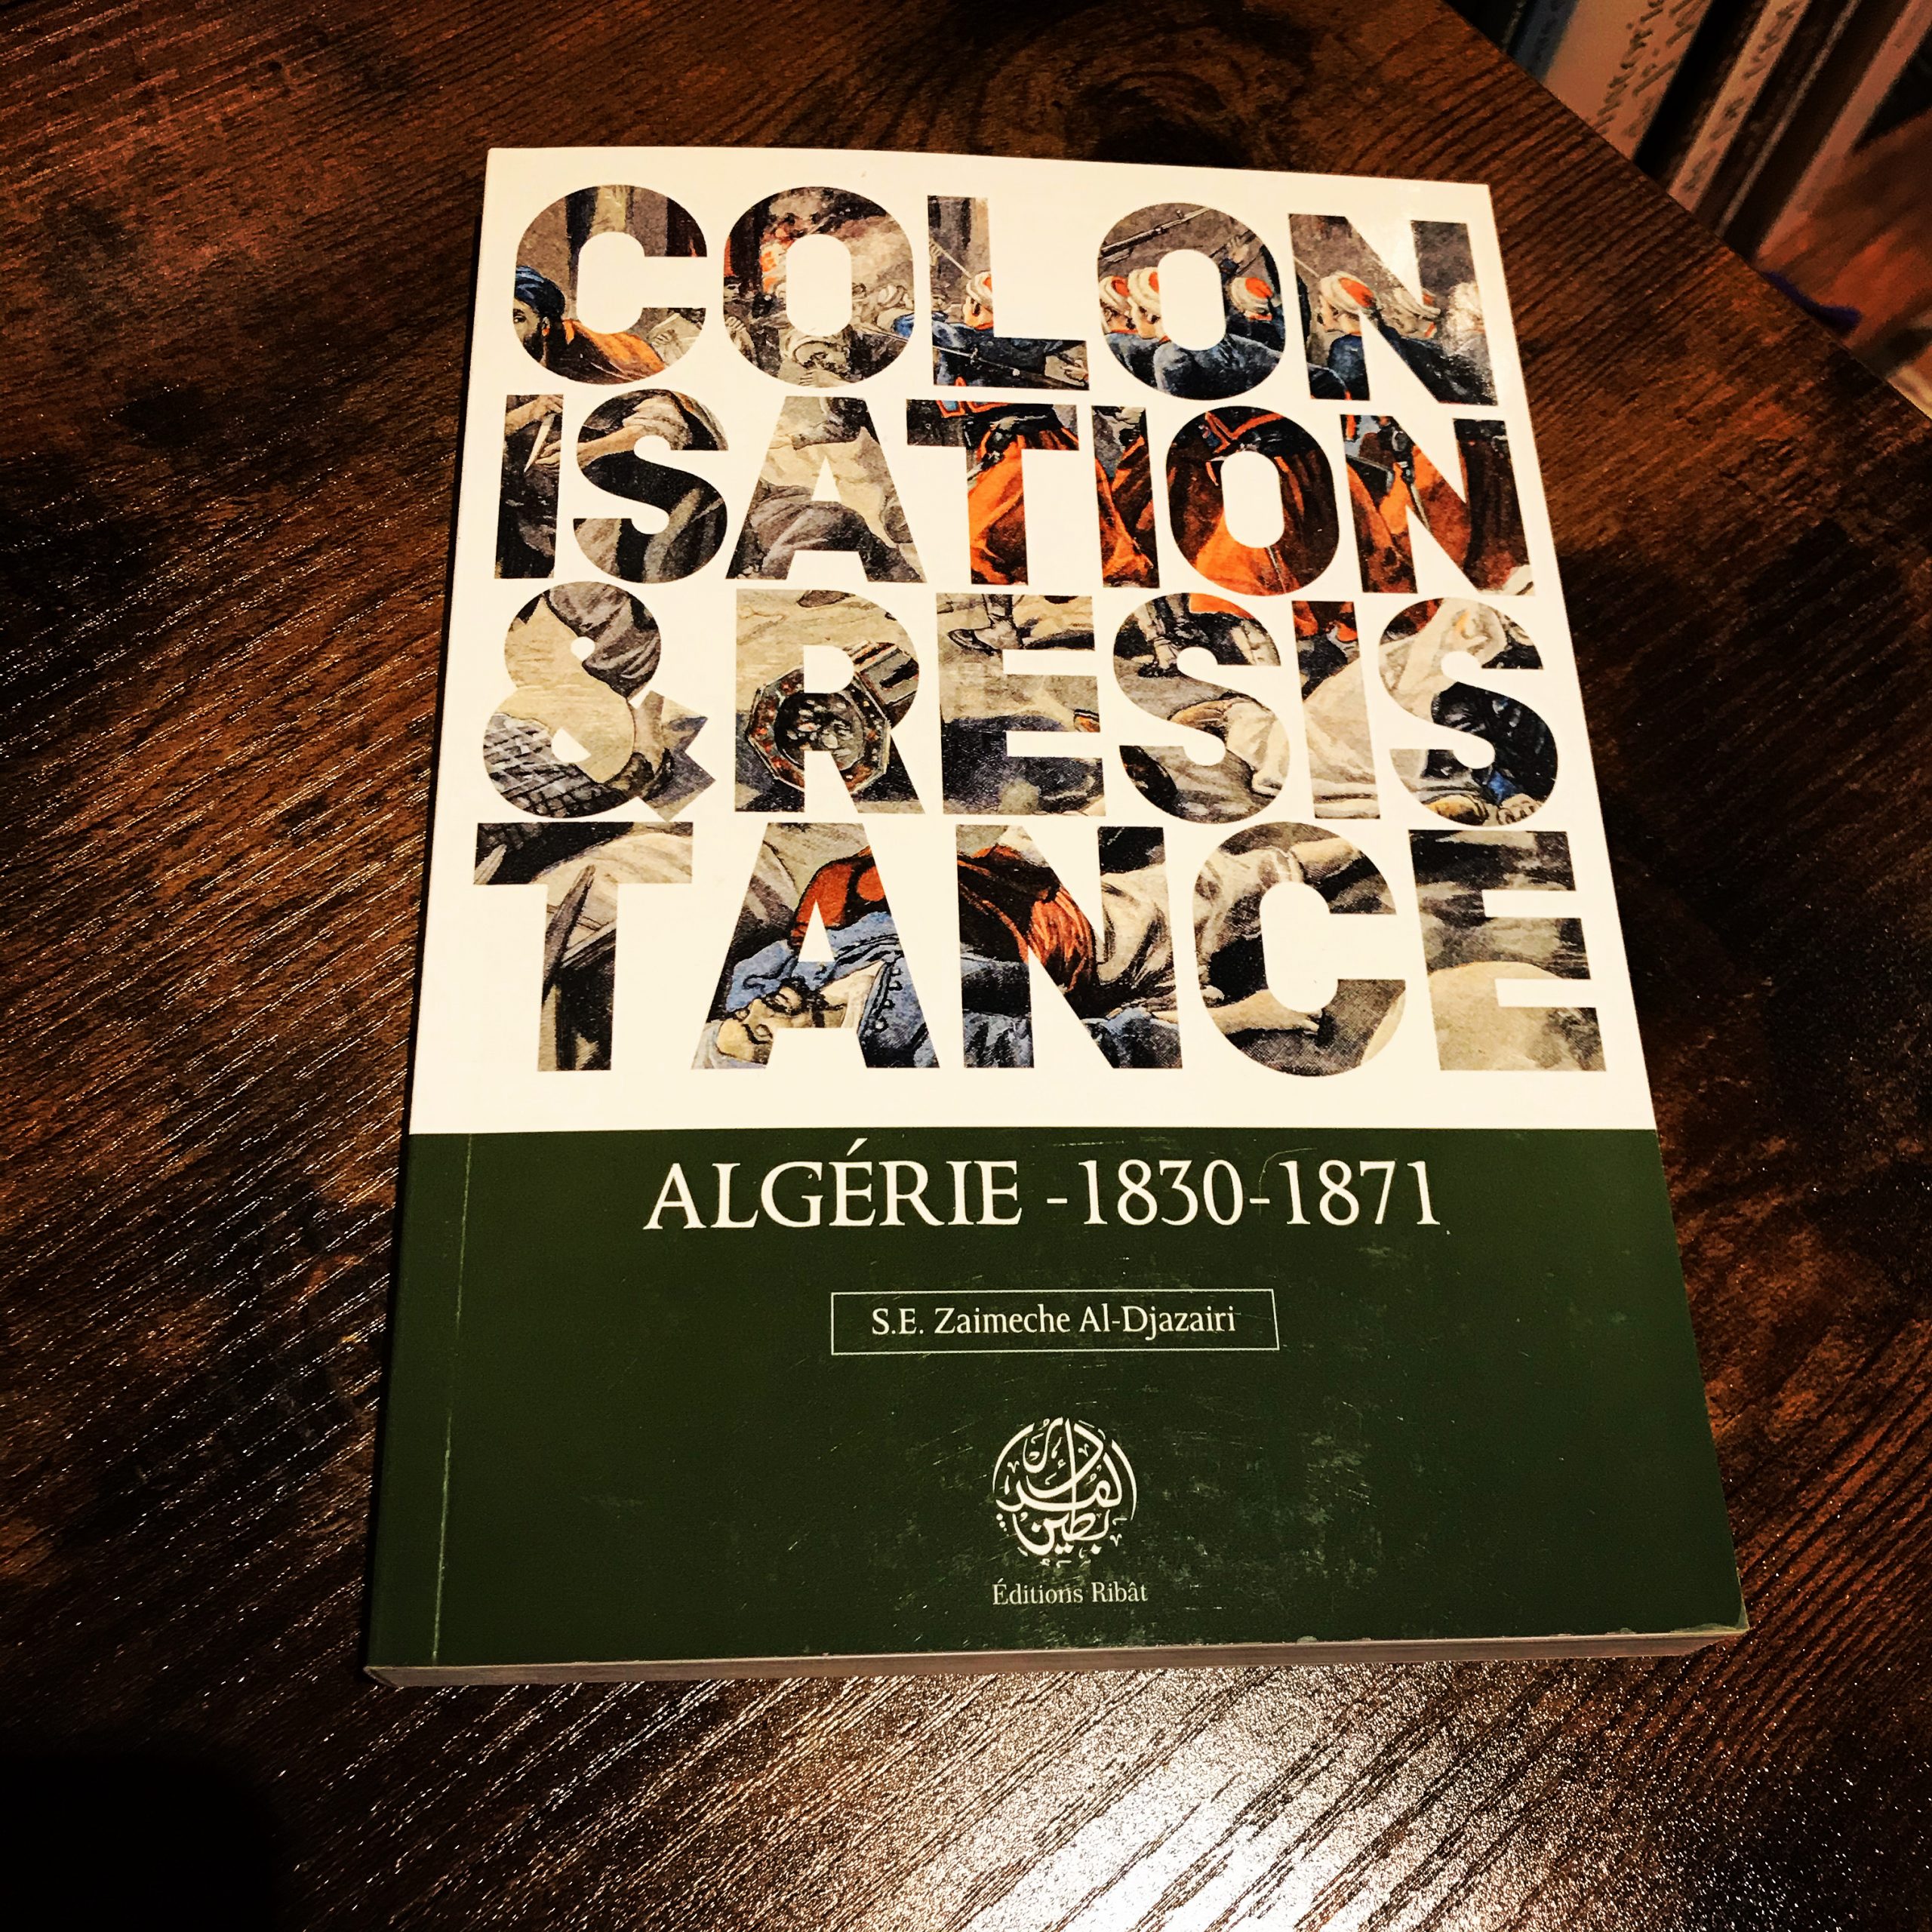 COLON
ISATION
& RESIS
TANCE
ALGÉRIE -1830-1871
S.E. Zaimeche Al-Djazairi
Éditions Ribât